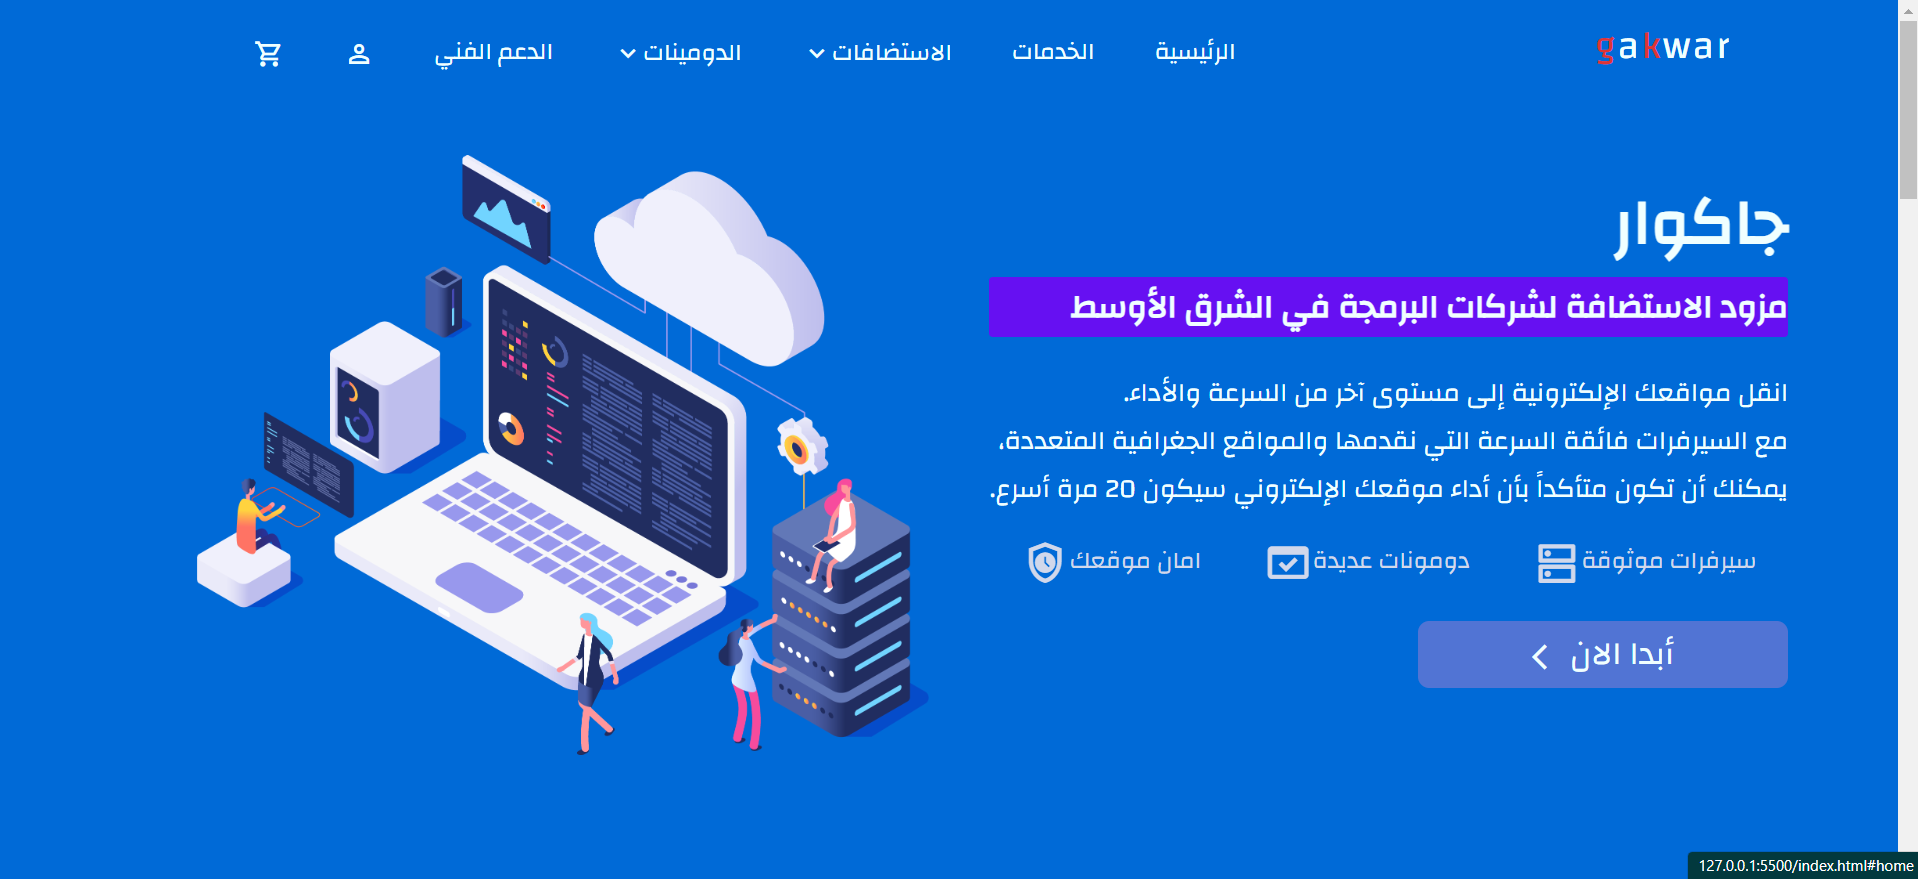 gakwar
الرئيسية
الخدمات
الاستضافات
الدومينات
الدعم الفني
جاكوار
مزود الاستضافة لشركات البرمجة في الشرق الأوسط
انقل مواقعك الإلكترونية إلى مستوى آخر من السرعة والأداء.
مع السيرفرات فائقة السرعة التي نقدمها والمواقع الجغرافية المتعددة،
يمكنك أن تكون متأكداً بأن أداء موقعك الإلكتروني سيكون 20 مرة أسرع.
سيرفرات موثوقة
دومونات عديدة
امان موقعك
أبدا الان
127.0.0.1:5500/index.html#home